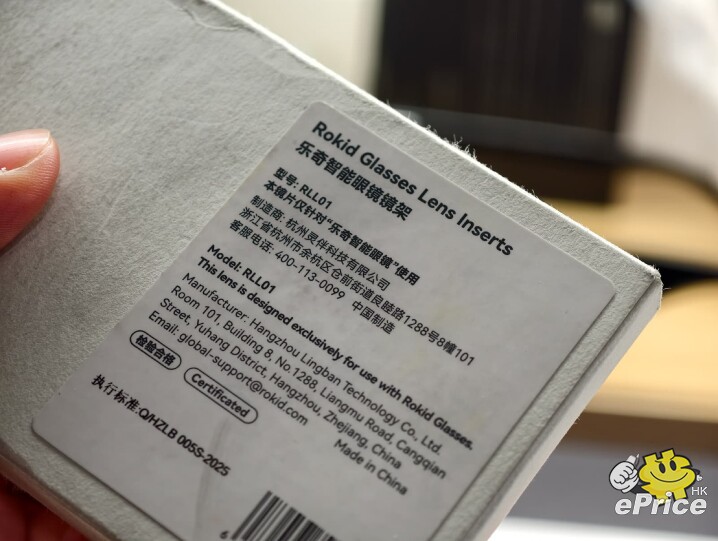 Rokid Glasses Lens Inserts
乐奇智能眼镜镜架
型号: RLL01
本镜片仅针对“乐奇智能眼镜”使用
制造商: 杭州灵伴科技有限公司
浙江省杭州市余杭区仓前街道良睦路1288号8幢101
客服电话: 400-113-0099 中国制造
Model: RLL01
This lens is designed exclusively for use with Rokid Glasses.
Manufacturer: Hangzhou Lingban Technology Co., Ltd.
Room 101, Building 8, No.1288, Liangmu Road, Cangqian
Street, Yuhang District, Hangzhou, Zhejiang, China
Email: global-support@rokid.com
Made in China
检验合格
Certificated
执行标准:Q/HZLB 005S-2025
6
HK
ePrice